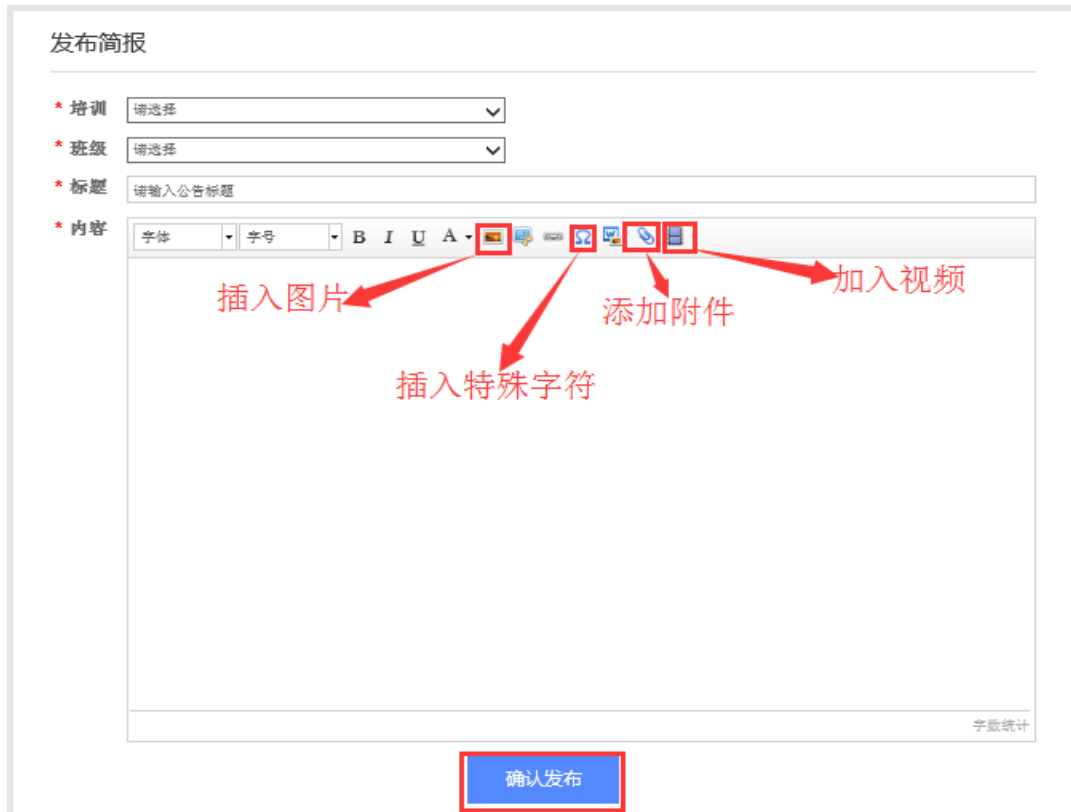 发布简报
* 培训 请选择
* 班级 请选择
* 标题 请输入公告标题
* 内容 字体 字号 B I U A Ω W
插入图片
加入视频
添加附件
插入特殊字符
字数统计
确认发布